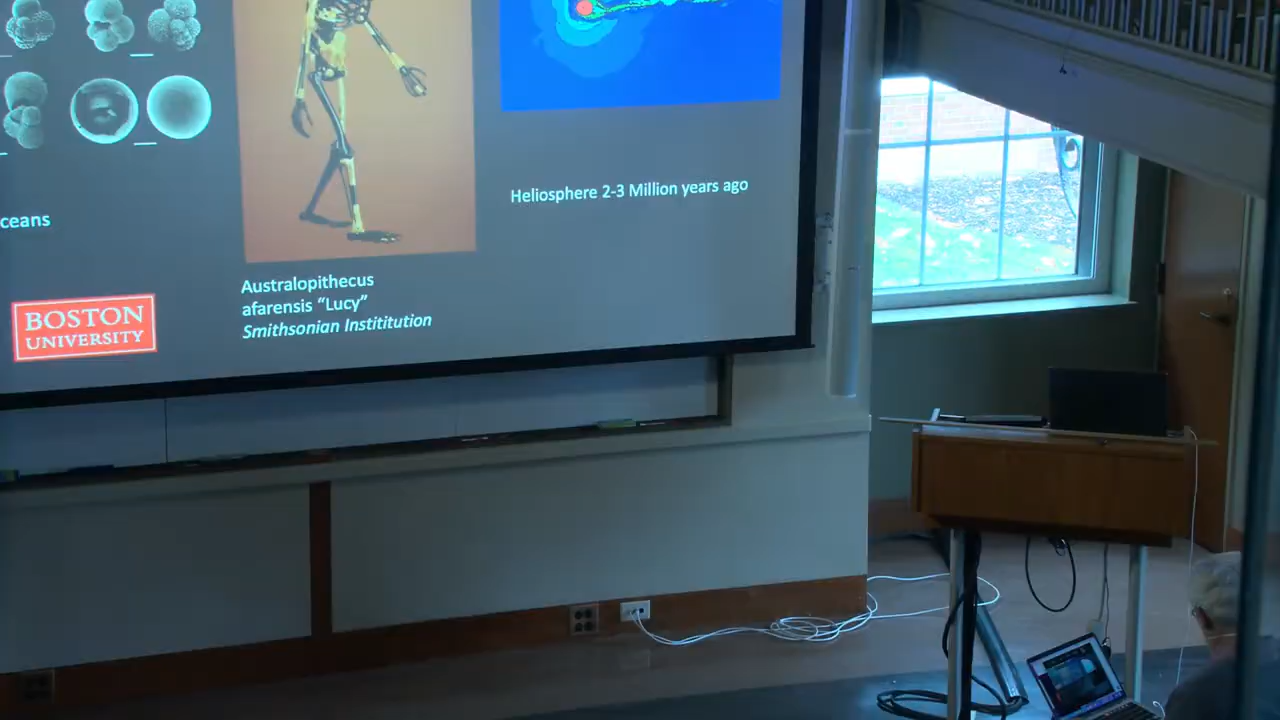 Heliosphere 2-3 Million years ago
ceans
Australopithecus
afarensis “Lucy”
Smithsonian Instititution
BOSTON
UNIVERSITY